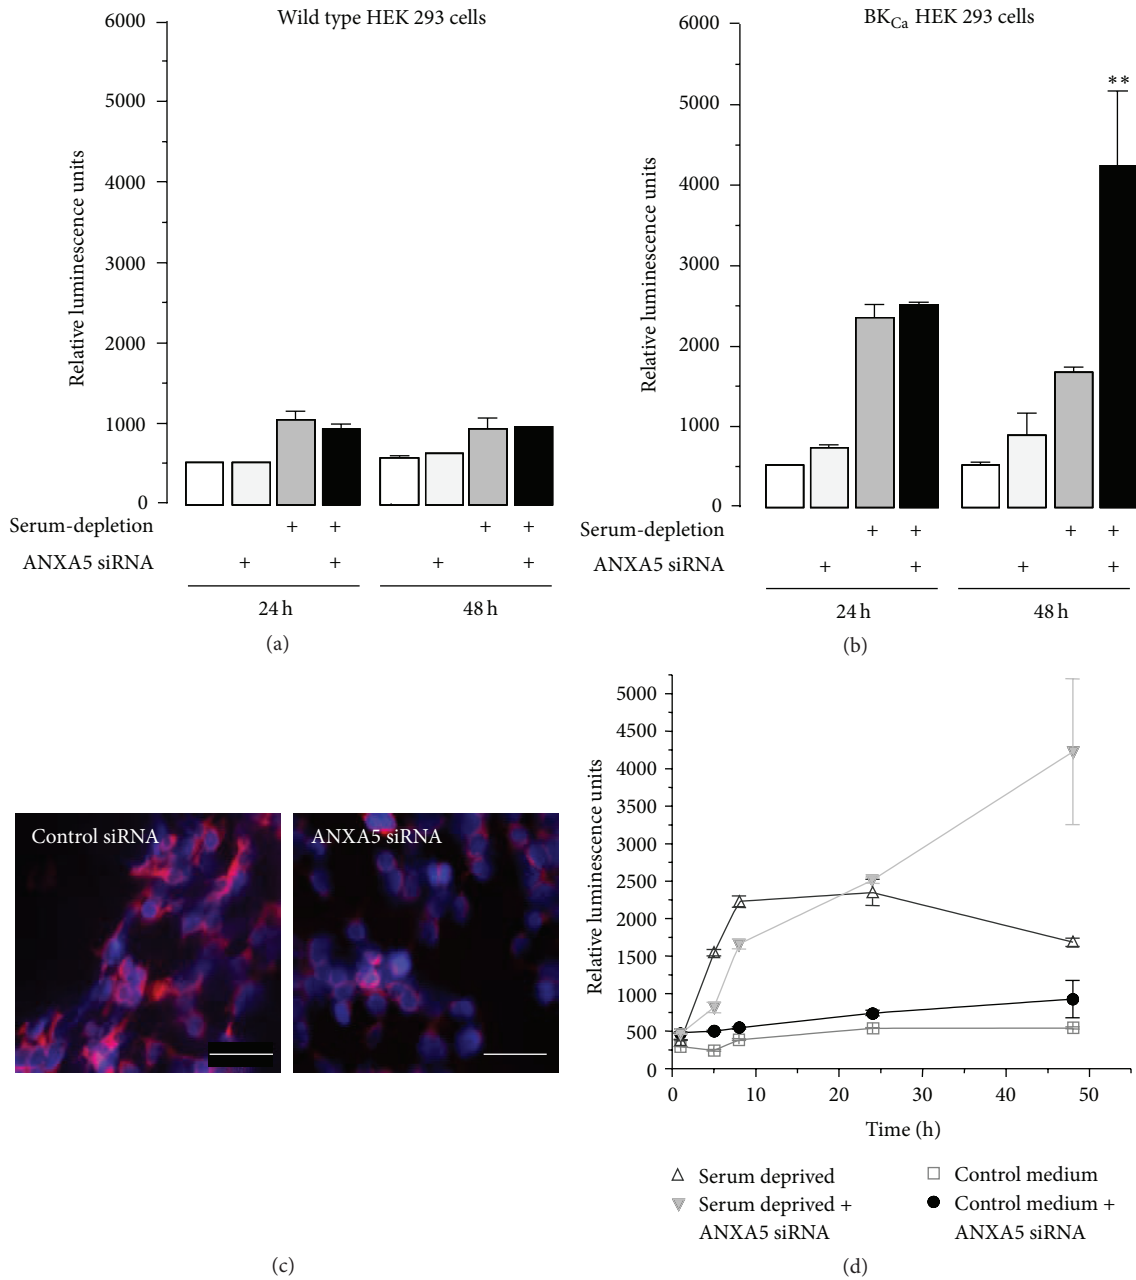 Wild type HEK 293 cells
6000
5000
4000
3000
2000
1000
0
Relative luminescence units
Serum-depletion + +
+ +
ANXA5 siRNA + +
+ +
24 h
48 h
(a)
BKCa HEK 293 cells
6000
5000
4000
3000
2000
1000
0
Relative luminescence units
**
Serum-depletion + +
+ +
ANXA5 siRNA + +
+ +
24 h
48 h
(b)
Control siRNA
ANXA5 siRNA
(c)
5000
4500
4000
3500
3000
2500
2000
1500
1000
500
0
Relative luminescence units
0 10 20 30 40 50
Time (h)
Serum deprived
Serum deprived +
ANXA5 siRNA
Control medium
Control medium +
ANXA5 siRNA
(d)